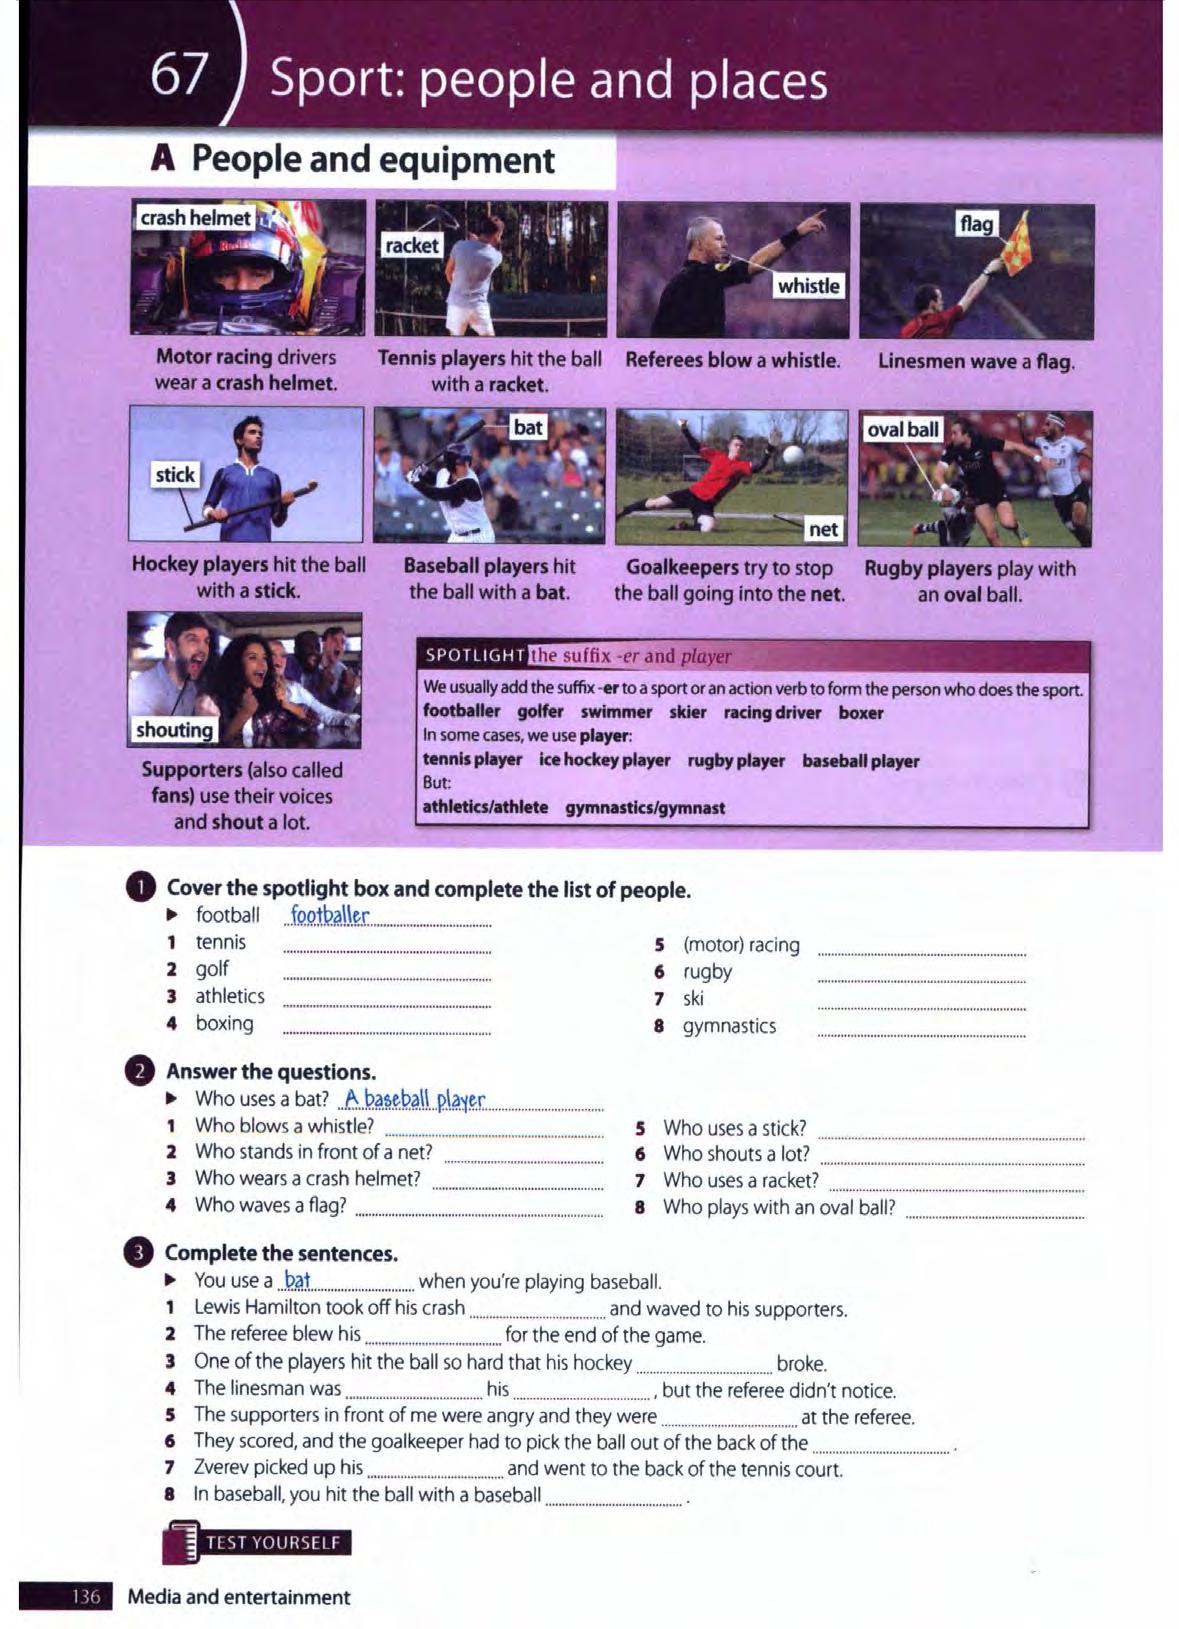 67
Sport: people and places
A People and equipment
crash helmet
racket
whistle
flag
Motor racing drivers
wear a crash helmet.
Tennis players hit the ball
with a racket.
Referees blow a whistle.
Linesmen wave a flag.
stick
bat
net
oval ball
Hockey players hit the ball
with a stick.
Baseball players hit
the ball with a bat.
Goalkeepers try to stop
the ball going into the net.
Rugby players play with
an oval ball.
shouting
Supporters (also called
fans) use their voices
and shout a lot.
SPOTLIGHT the suffix -er and player
We usually add the suffix -er to a sport or an action verb to form the person who does the sport.
footballer golfer swimmer skier racing driver boxer
In some cases, we use player:
tennis player ice hockey player rugby player baseball player
But:
athletics/athlete gymnastics/gymnast
1 Cover the spotlight box and complete the list of people.
▶ football footballer
1 tennis
2 golf
3 athletics
4 boxing
5 (motor) racing
6 rugby
7 ski
8 gymnastics
2 Answer the questions.
▶ Who uses a bat? A baseball player
1 Who blows a whistle?
2 Who stands in front of a net?
3 Who wears a crash helmet?
4 Who waves a flag?
5 Who uses a stick?
6 Who shouts a lot?
7 Who uses a racket?
8 Who plays with an oval ball?
3 Complete the sentences.
▶ You use a bat when you're playing baseball.
1 Lewis Hamilton took off his crash ............ and waved to his supporters.
2 The referee blew his ............ for the end of the game.
3 One of the players hit the ball so hard that his hockey ............ broke.
4 The linesman was ............ his ............ , but the referee didn't notice.
5 The supporters in front of me were angry and they were ............ at the referee.
6 They scored, and the goalkeeper had to pick the ball out of the back of the ............ .
7 Zverev picked up his ............ and went to the back of the tennis court.
8 In baseball, you hit the ball with a baseball ............ .
TEST YOURSELF
136 Media and entertainment